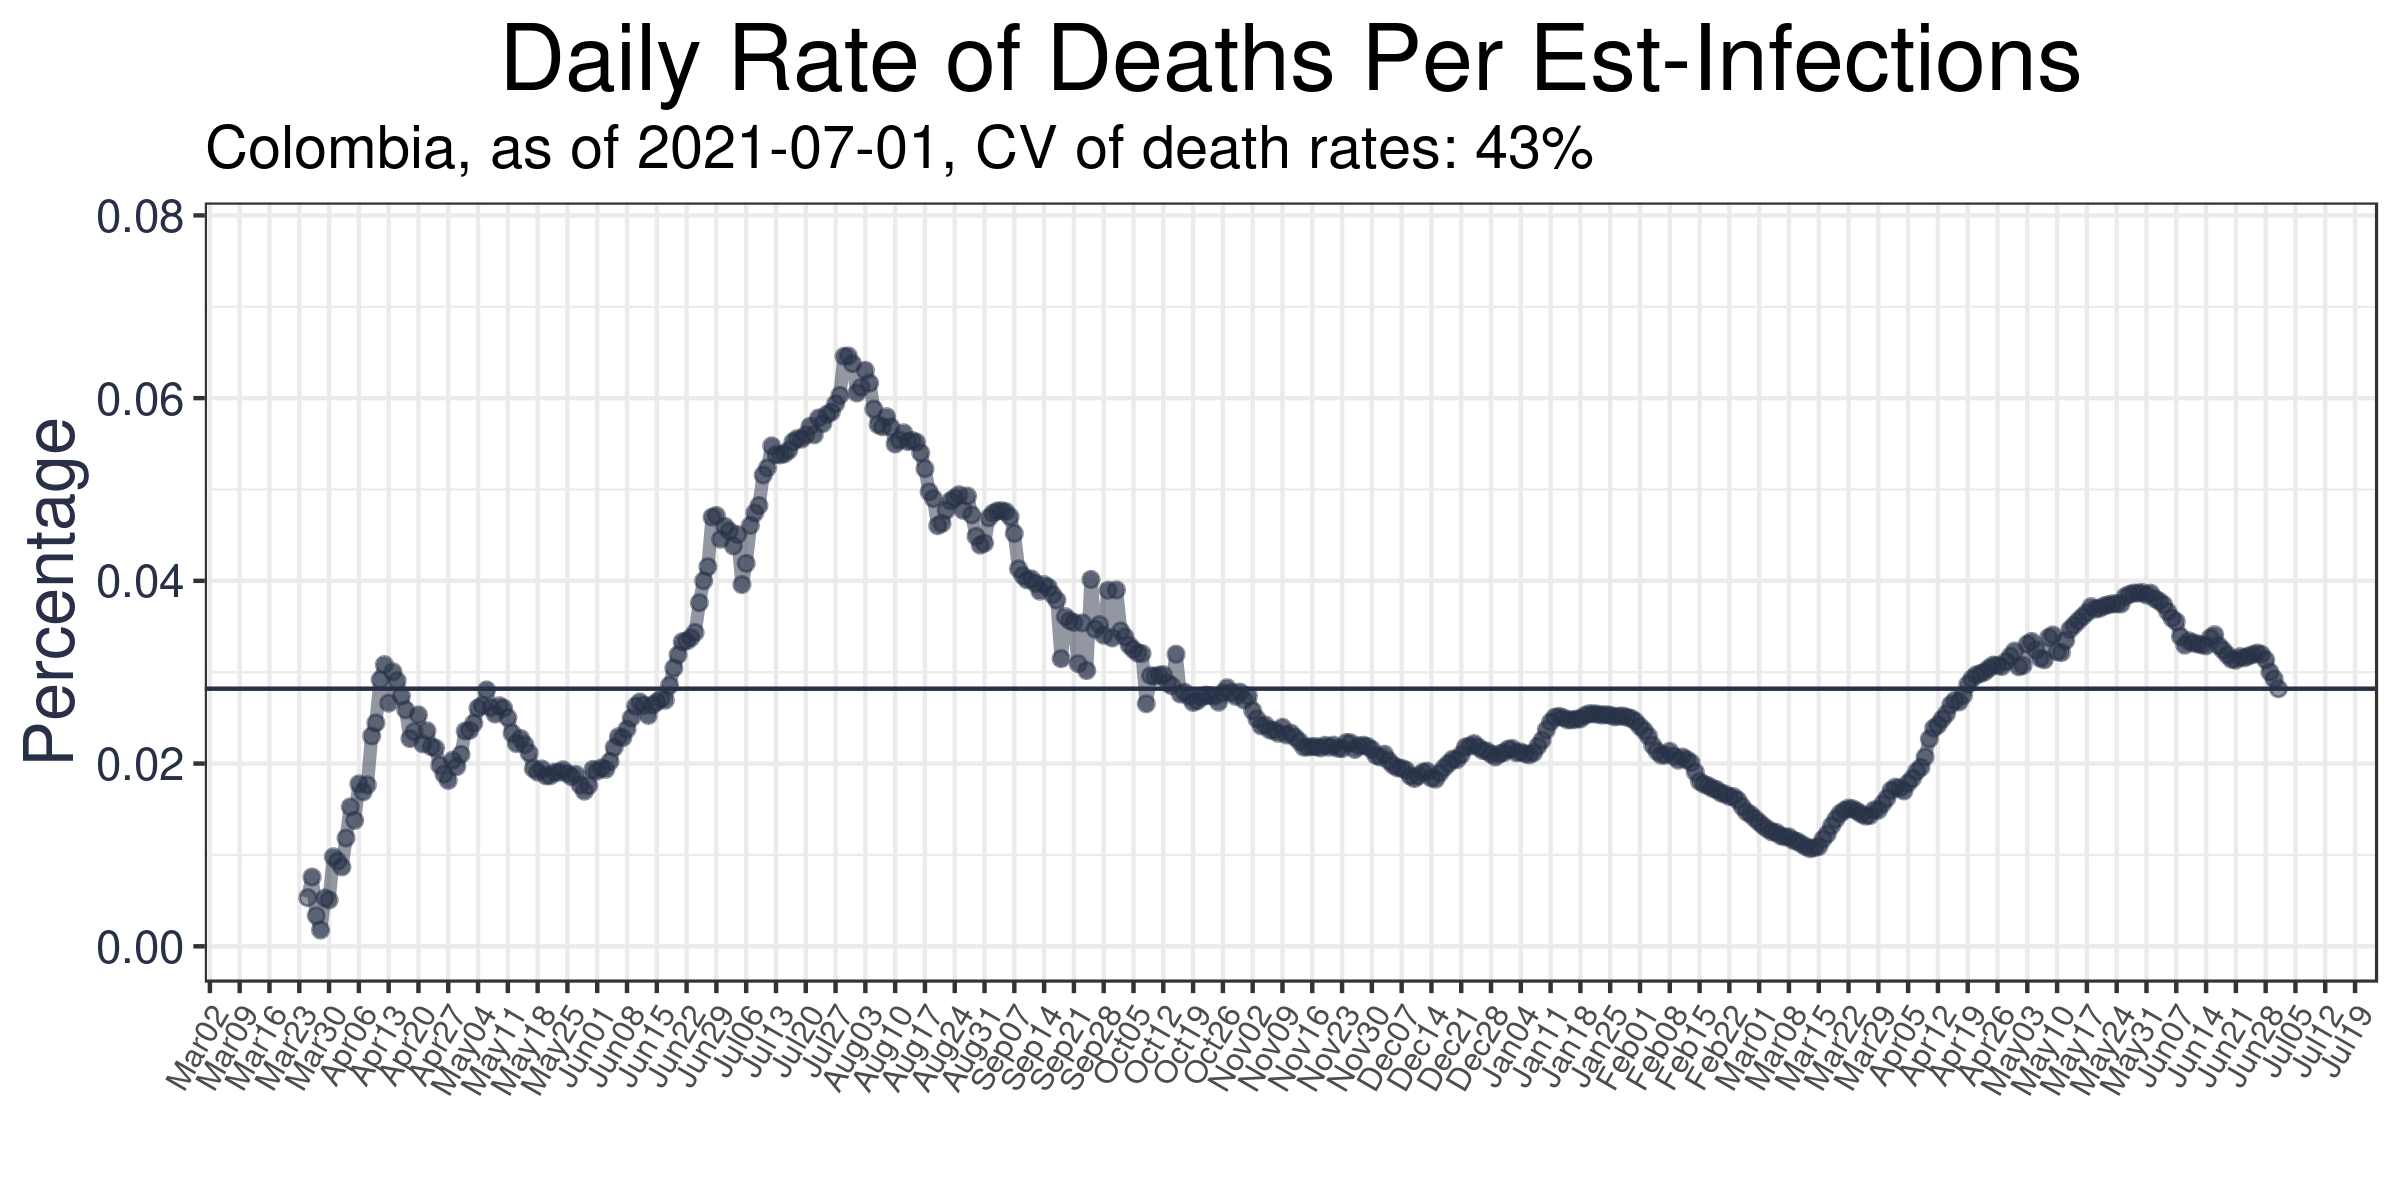 Daily Rate of Deaths Per Est-Infections
Colombia, as of 2021-07-01, CV of death rates: 43%
Percentage
0.08
0.06
0.04
0.02
0.00
Mar02
Mar09
Mar16
Mar23
Mar30
Apr06
Apr13
Apr20
Apr27
May04
May11
May18
May25
Jun01
Jun08
Jun15
Jun22
Jun29
Jul06
Jul13
Jul20
Jul27
Aug03
Aug10
Aug17
Aug24
Aug31
Sep07
Sep14
Sep21
Sep28
Oct05
Oct12
Oct19
Oct26
Nov02
Nov09
Nov16
Nov23
Nov30
Dec07
Dec14
Dec21
Dec28
Jan04
Jan11
Jan18
Jan25
Feb01
Feb08
Feb15
Feb22
Mar01
Mar08
Mar15
Mar22
Mar29
Apr05
Apr12
Apr19
Apr26
May03
May10
May17
May24
May31
Jun07
Jun14
Jun21
Jun28
Jul05
Jul12
Jul19